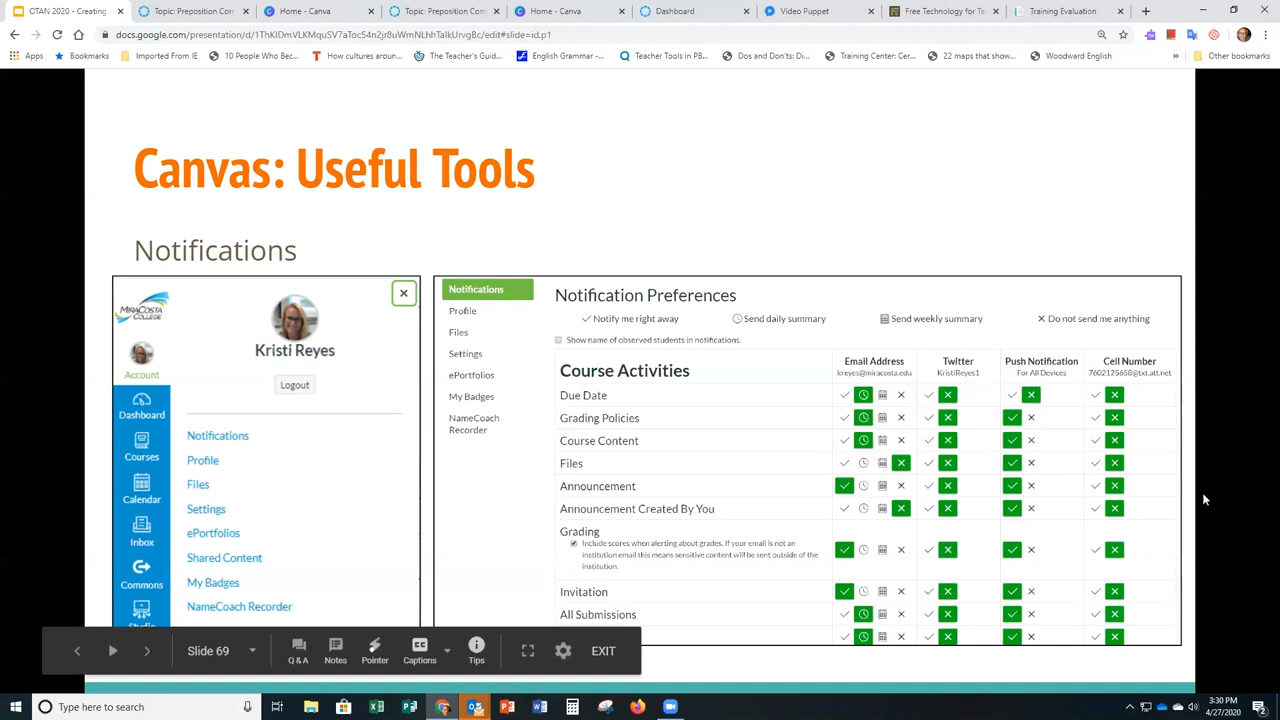 OTAN 2020 - Creating
Topic: Preposition Com
Home - Canva
Topic: Preposition Com
Home - Canva
Dashboard
Video Puppet
Free Technology for Te
Training Evaluation
docs.google.com/presentation/d/1ThKIDmVLKMquSV7aToc54n2jr8uWmNLhhTaIkUrvgBc/edit#slide=id.p1
Apps
Bookmarks
Imported From IE
10 People Who Bec...
How cultures aroun...
The Teacher's Guid...
English Grammar -...
Teacher Tools in PB...
Dos and Don'ts: Di...
Training Center: Cer...
22 maps that show...
Woodward English
»
Other bookmarks
Canvas: Useful Tools
Notifications
MIRACOSTA
COLLEGE
Kristi Reyes
Logout
Account
Dashboard
Courses
Calendar
Inbox
Commons
Studio
Notifications
Profile
Files
Settings
ePortfolios
Shared Content
My Badges
NameCoach Recorder
Notifications
Profile
Files
Settings
ePortfolios
My Badges
NameCoach
Recorder
Notification Preferences
Notify me right away
Send daily summary
Send weekly summary
Do not send me anything
Show name of observed students in notifications.
Course Activities
Email Address
kreyes@miracosta.edu
Twitter
KristiReyes1
Push Notification
For All Devices
Cell Number
7602125658@txt.att.net
Due Date
Grading Policies
Course Content
Files
Announcement
Announcement Created By You
Grading
Include scores when alerting about grades. If your email is not an
institution email this means sensitive content will be sent outside of the
institution.
Invitation
All Submissions
Slide 69
Q & A
Notes
Pointer
CC
Captions
Tips
EXIT
Type here to search
3:30 PM
4/27/2020
2